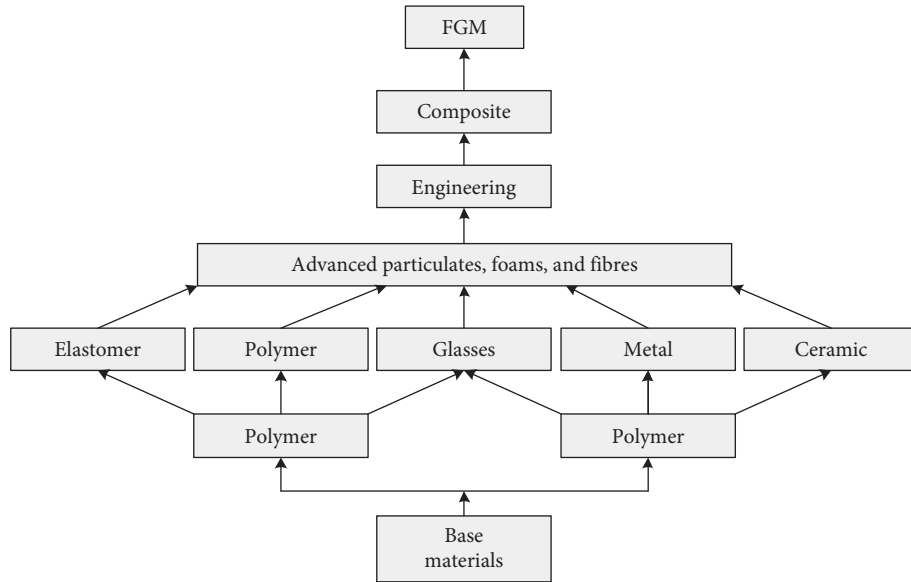 FGM
Composite
Engineering
Advanced particulates, foams, and fibres
Elastomer
Polymer
Glasses
Metal
Ceramic
Polymer
Polymer
Base
materials